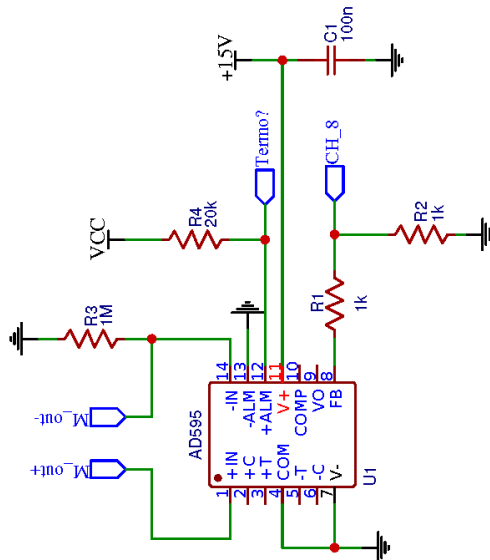 +15V
C1
100n
Termo?
CH_8
VCC
R4
20k
R2
1k
R1
1k
R3
1M
M_out-
M_out+
AD595
U1
14
13
12
11
10
9
8
-IN
-ALM
+ALM
V+
COMP
VO
FB
+IN
+C
+T
COM
-T
-C
V-
1
2
3
4
5
6
7